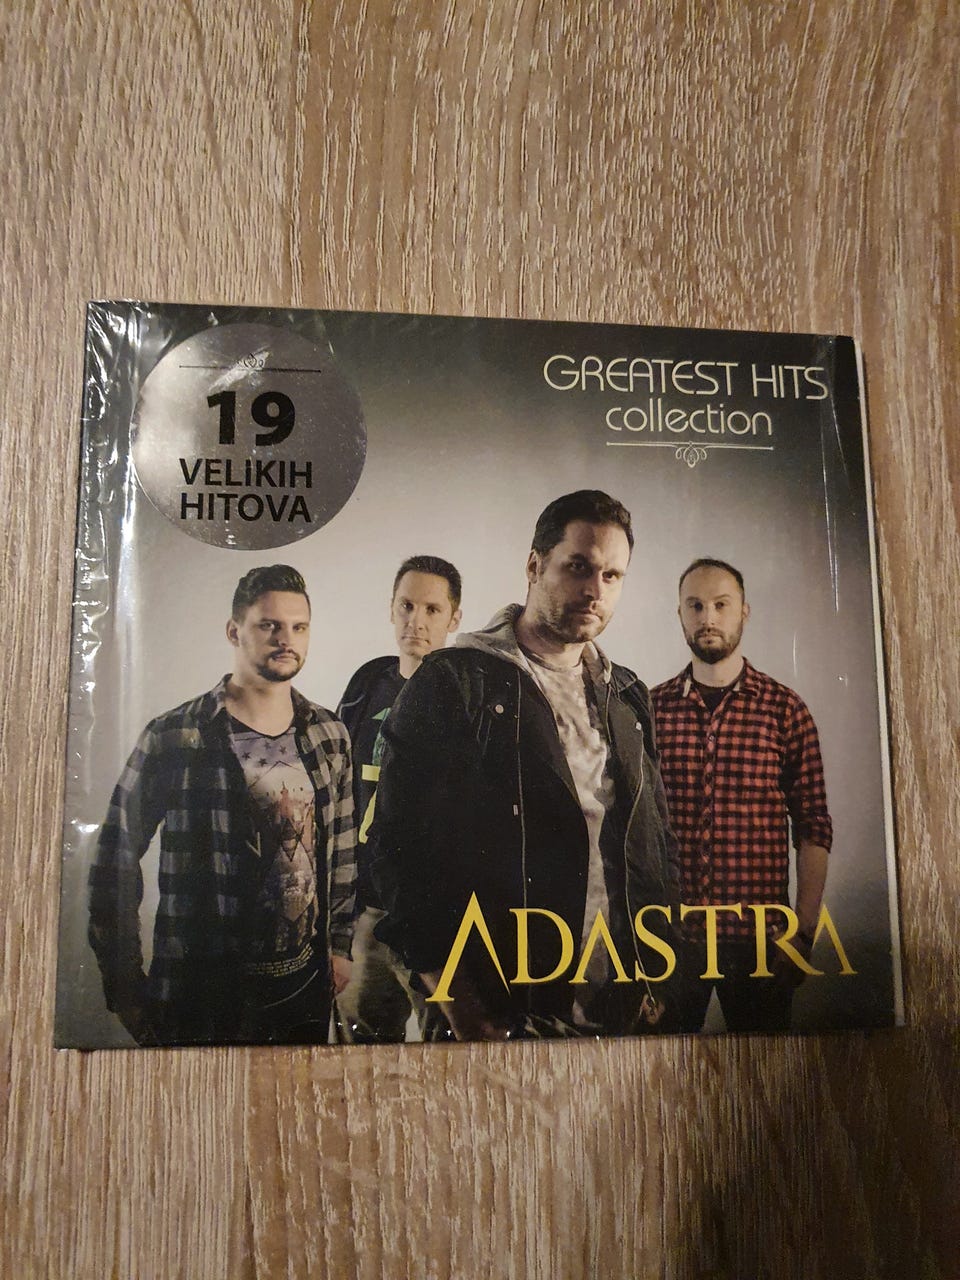 19
VELIKIH
HITOVA
GREATEST HITS
collection
ADASTRA